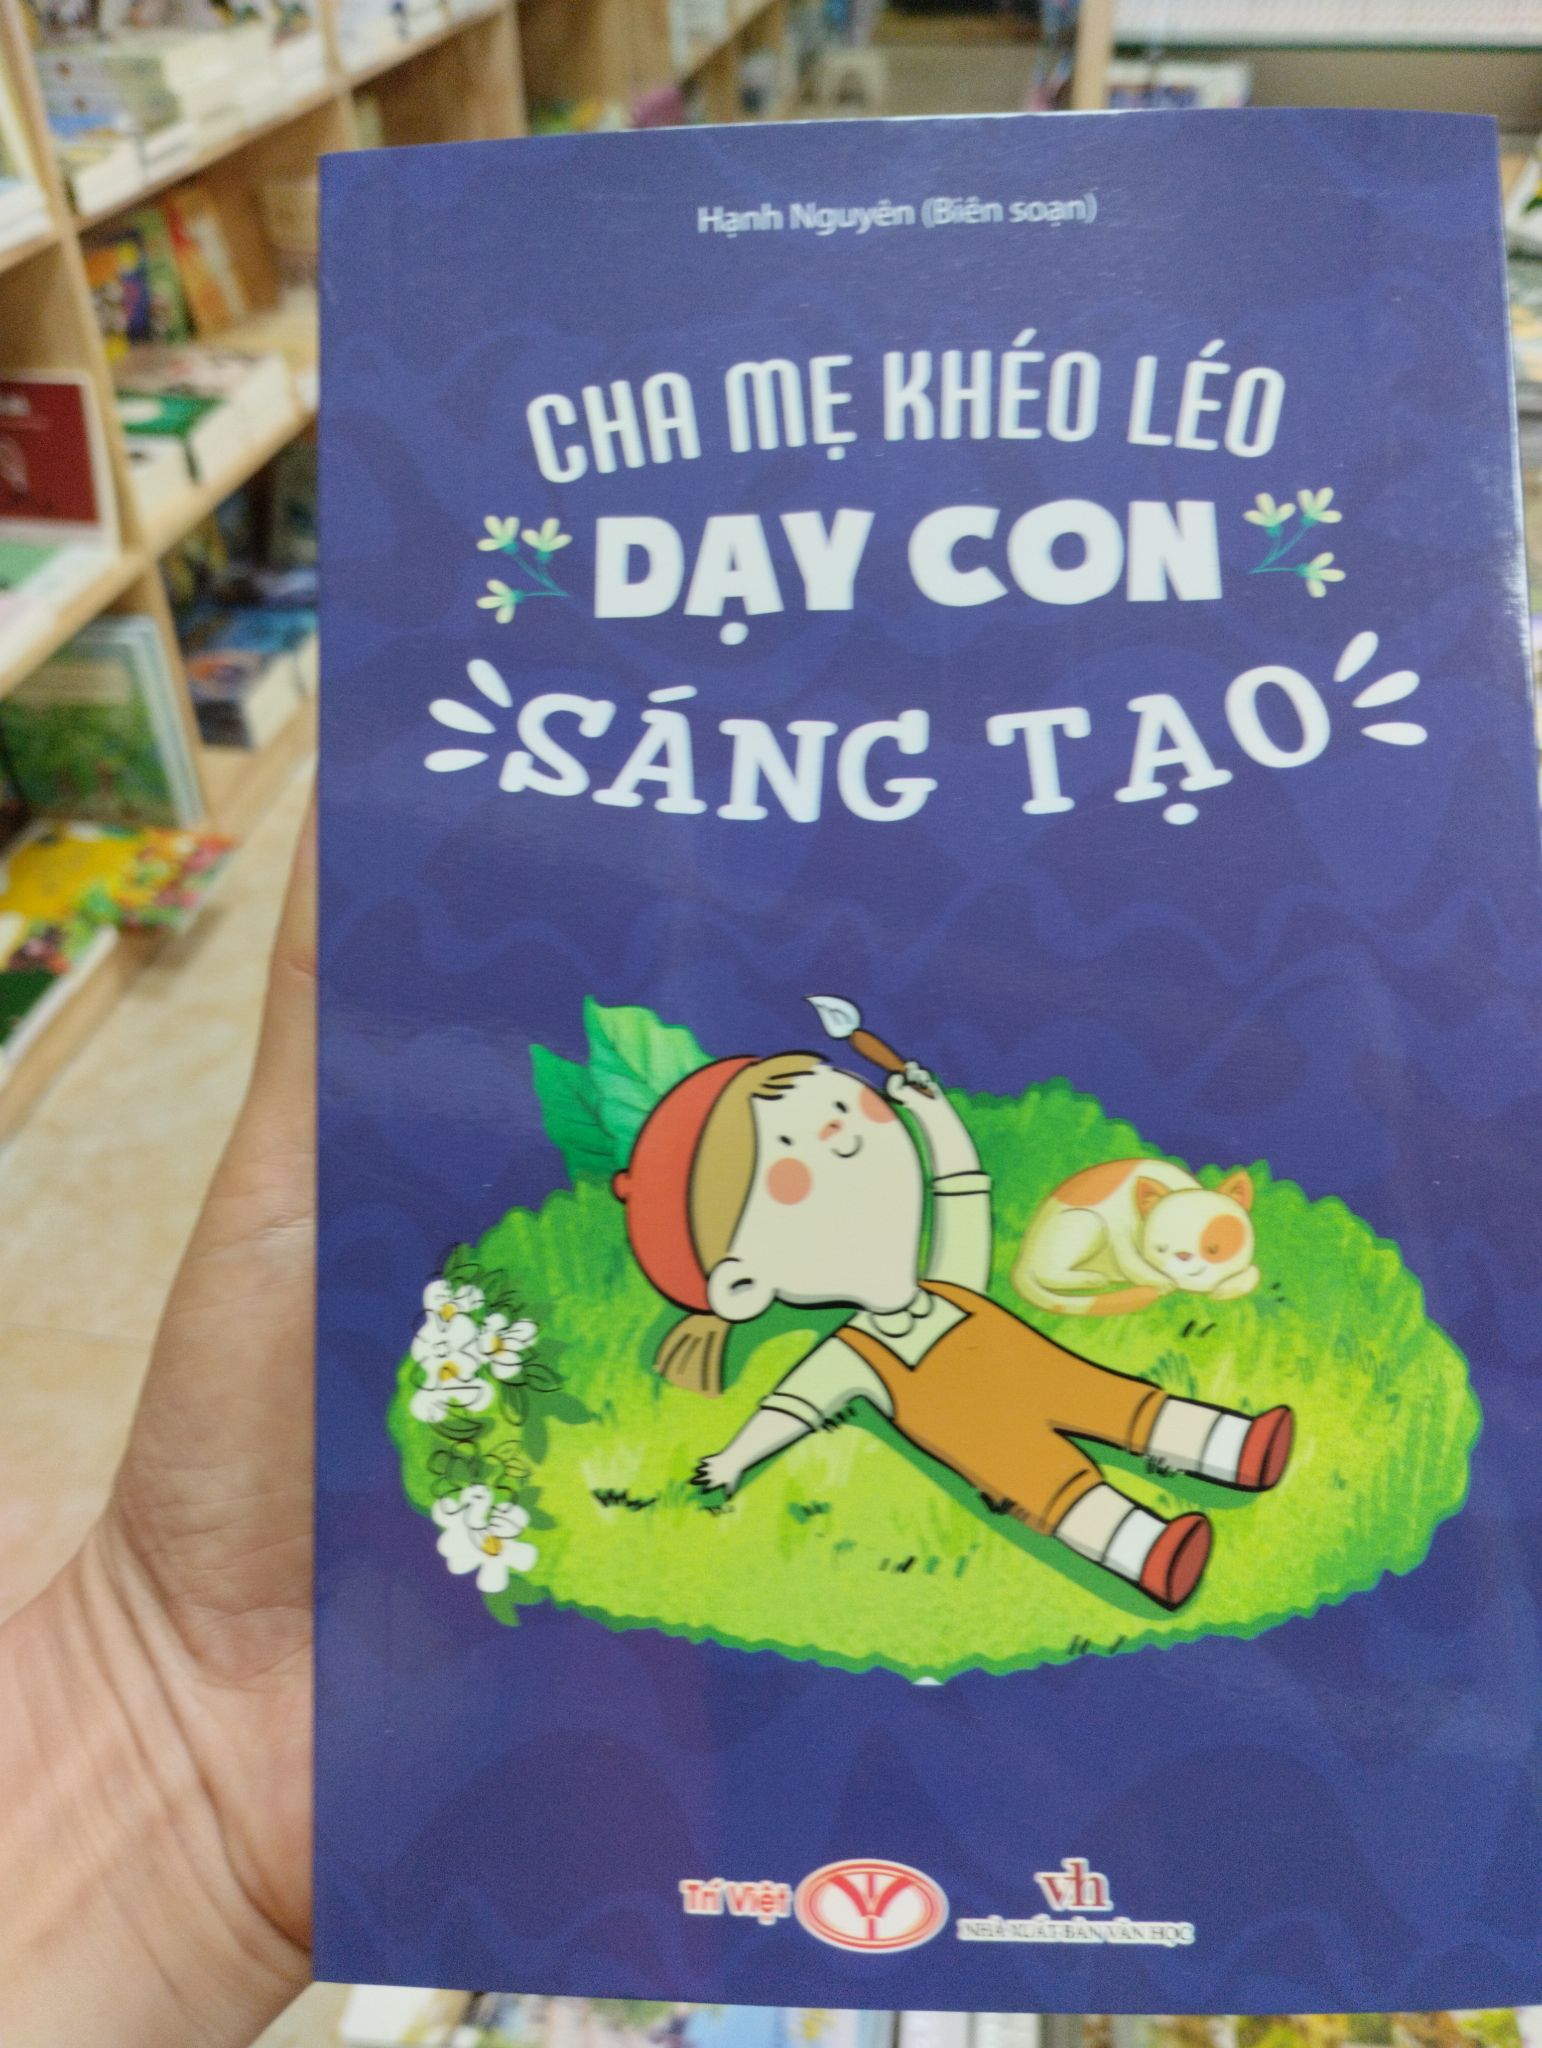 Hạnh Nguyên (Biên soạn)
CHA MẸ KHÉO LÉO
DẠY CON
SÁNG TẠO
Trí Việt
vh
NHÀ XUẤT BẢN VĂN HỌC